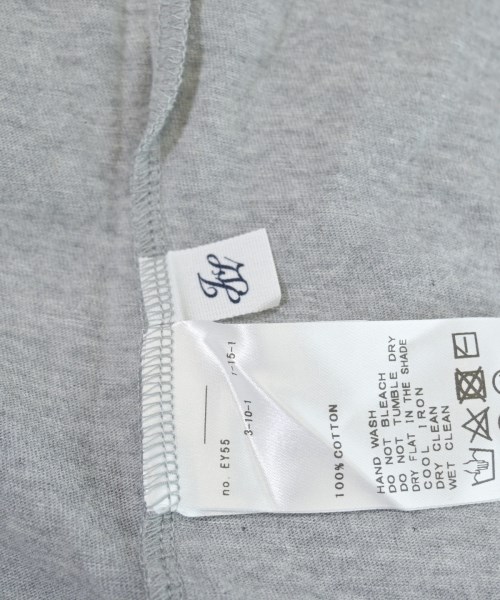 no. EY55
3-10-1
1-15-1
100% COTTON
HAND WASH
DO NOT BLEACH
DO NOT TUMBLE DRY
DRY FLAT IN THE SHADE
COOL IRON
DRY CLEAN
WET CLEAN